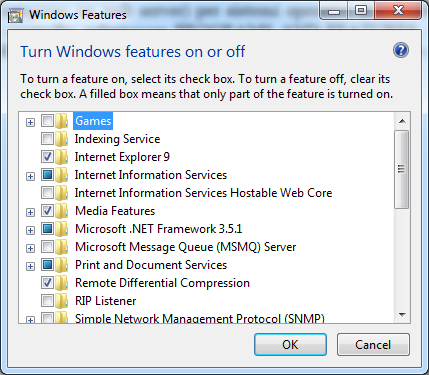 Windows Features
Turn Windows features on or off
To turn a feature on, select its check box. To turn a feature off, clear its
check box. A filled box means that only part of the feature is turned on.
Games
Indexing Service
Internet Explorer 9
Internet Information Services
Internet Information Services Hostable Web Core
Media Features
Microsoft .NET Framework 3.5.1
Microsoft Message Queue (MSMQ) Server
Print and Document Services
Remote Differential Compression
RIP Listener
Simple Network Management Protocol (SNMP)
OK Cancel